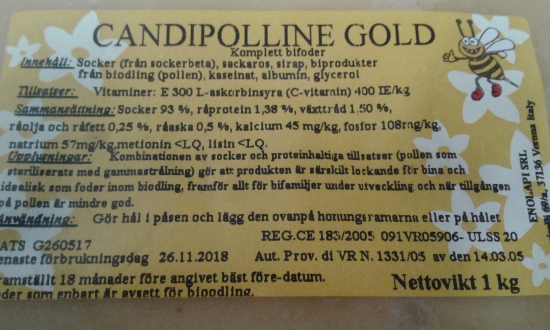 CANDIPOLLINE GOLD
Komplett bifoder
Innehåll: Socker (från sockerbeta), sackaros, sirap, biprodukter
från biodling (pollen), kaseinat, albumin, glycerol
Tillsatser: Vitaminer: E 300 L-askorbinsyra (C-vitamin) 400 IE/kg
Sammansättning: Socker 93 %, råprotein 1,38 %, växttråd 1,50 %,
råolja och råfett 0,25 %, råaska 0,5 %, kalcium 45 mg/kg, fosfor 108mg/kg,
natrium 57mg/kg,metionin <LQ, lisin <LQ.
Upplysningar: Kombinationen av socker och proteinhaltiga tillsatser (pollen som
steriliserats med gammastrålning) gör att produkten är särskilt lockande för bina och
idealisk som foder inom biodling, framför allt för bifamiljer under utveckling och när tillgången
på pollen är mindre god.
Användning: Gör hål i påsen och lägg den ovanpå honungsramarna eller på hålet
REG.CE 183/2005 091VR05906- ULSS 20
ATS G260517
enaste förbrukningsdag 26.11.2018 Aut. Prov. di VR N. 1331/05 av den 14.03.05
ramställt 18 månader före angivet bäst före-datum.
Nettovikt 1 kg
der som enbart är avsett för biodling.
ENOLAPI SRL
69/a, 37136 Verona Italy